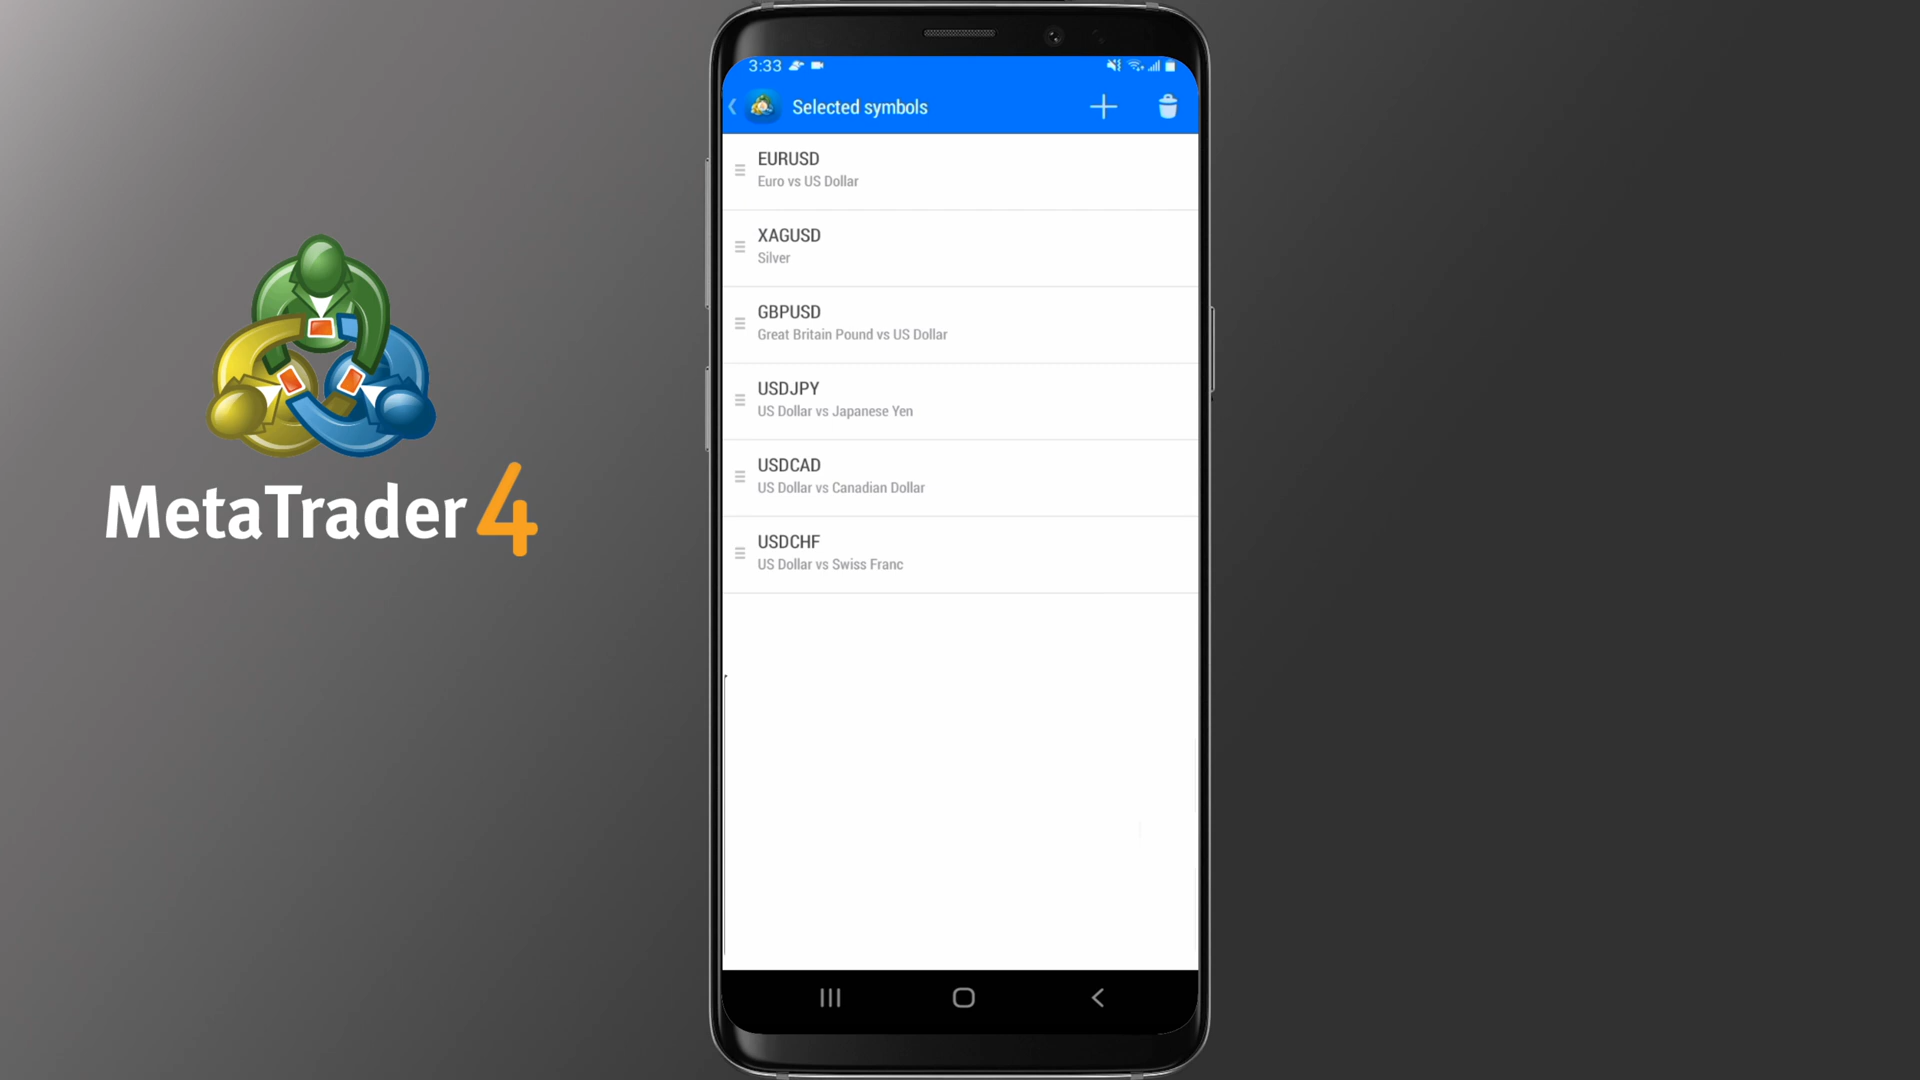 3:33
Selected symbols
EURUSD
Euro vs US Dollar
XAGUSD
Silver
GBPUSD
Great Britain Pound vs US Dollar
USDJPY
US Dollar vs Japanese Yen
USDCAD
US Dollar vs Canadian Dollar
USDCHF
US Dollar vs Swiss Franc
MetaTrader 4